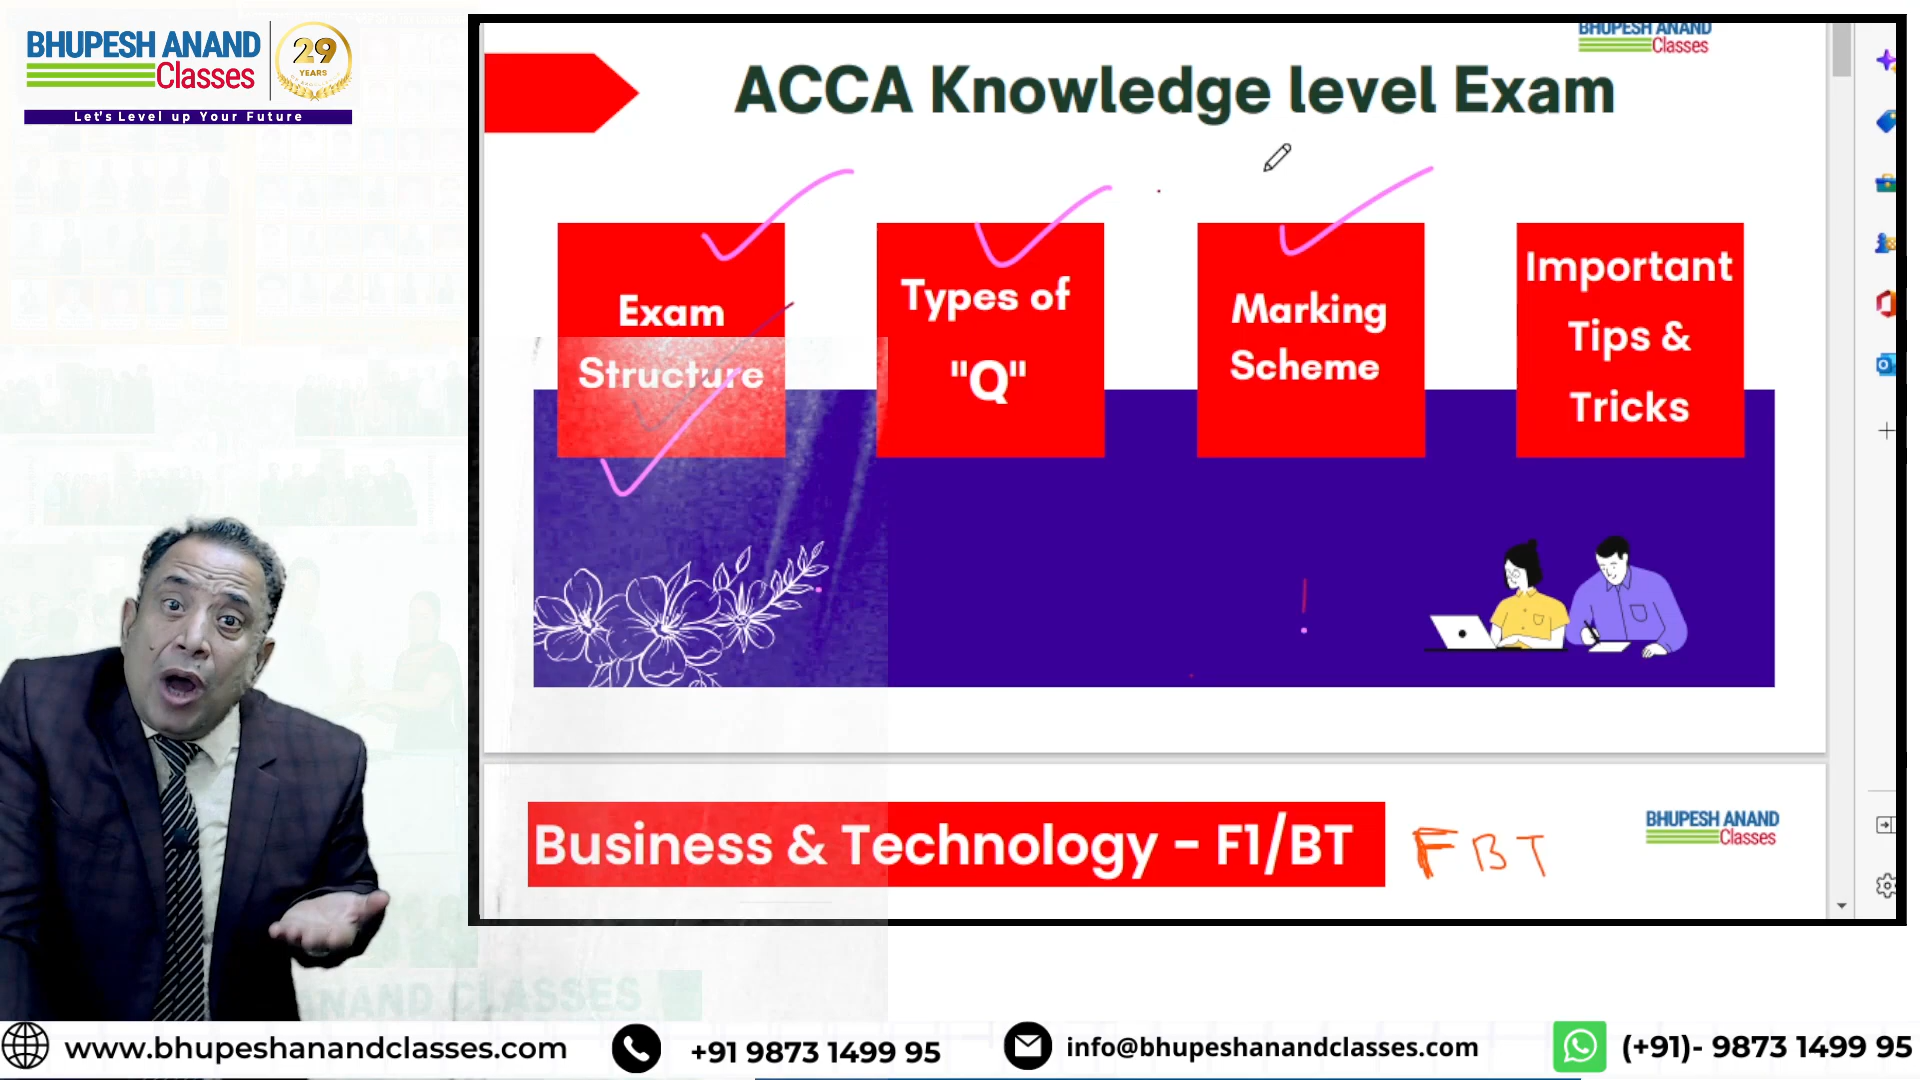 BHUPESH ANAND
Classes
29
YEARS
Let's Level up Your Future
BHUPESH ANAND
Classes
ACCA Knowledge level Exam
Exam
Structure
Types of
"Q"
Marking
Scheme
Important
Tips &
Tricks
Business & Technology - F1/BT
FBT
BHUPESH ANAND
Classes
ANAND CLASSES
www.bhupeshanandclasses.com
+91 9873 1499 95
info@bhupeshanandclasses.com
(+91)- 9873 1499 95